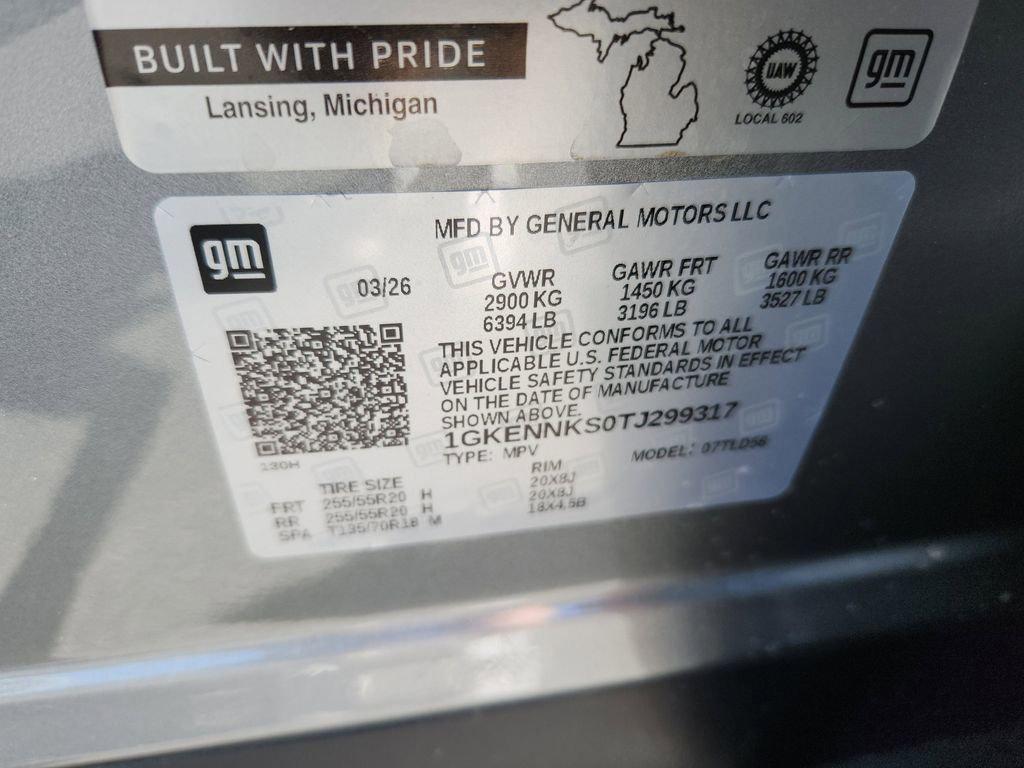 BUILT WITH PRIDE
Lansing, Michigan
UAW
LOCAL 602
gm
gm
MFD BY GENERAL MOTORS LLC
03/26
GVWR GAWR FRT GAWR RR
2900 KG 1450 KG 1600 KG
6394 LB 3196 LB 3527 LB
THIS VEHICLE CONFORMS TO ALL
APPLICABLE U.S. FEDERAL MOTOR
VEHICLE SAFETY STANDARDS IN EFFECT
ON THE DATE OF MANUFACTURE
SHOWN ABOVE.
1GKENNKS0TJ299317
TYPE: MPV MODEL: 07TLD56
130H
TIRE SIZE RIM
FRT 255/55R20 H 20X8J
RR 255/55R20 H 20X8J
SPA T135/70R18 M 18X4.5B